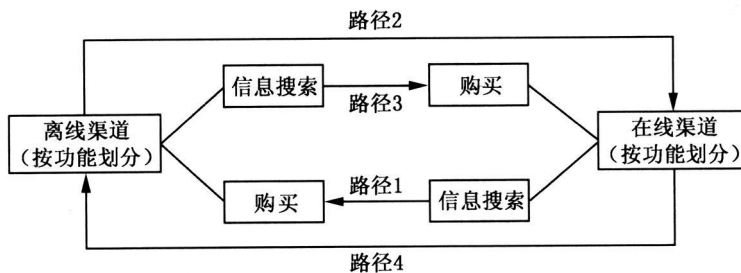 路径2
信息搜索
购买
路径3
离线渠道
（按功能划分）
在线渠道
（按功能划分）
路径1
购买
信息搜索
路径4